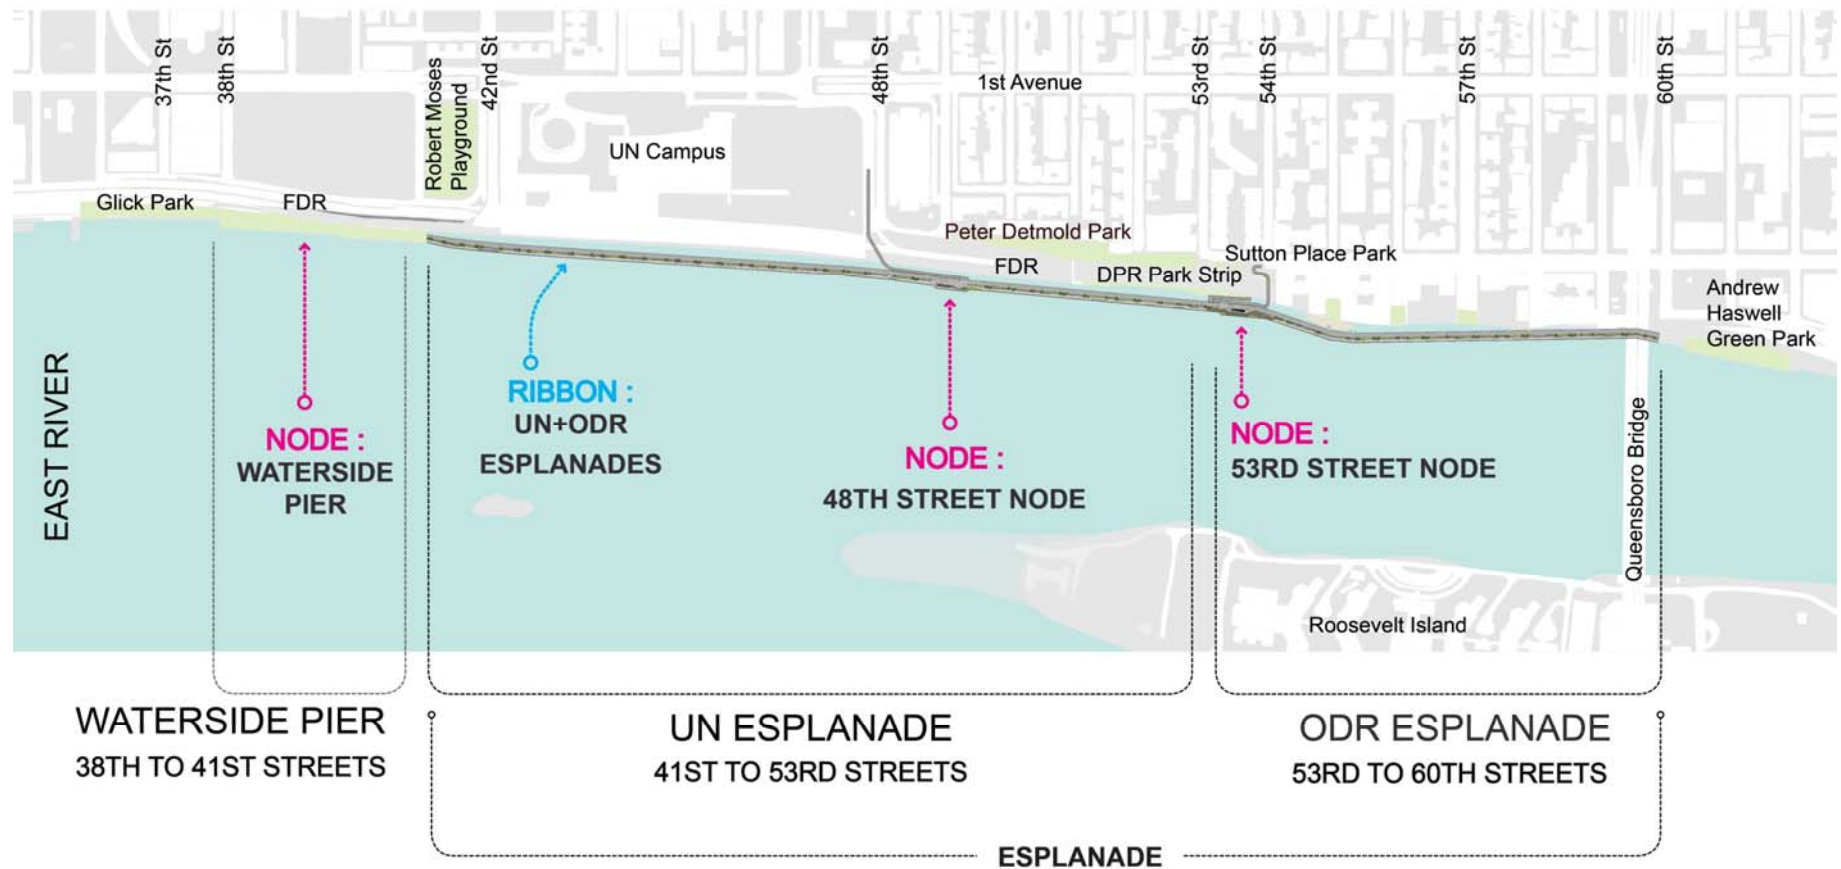 37th St
38th St
Robert Moses
Playground
42nd St
48th St
1st Avenue
53rd St
54th St
57th St
60th St
UN Campus
Glick Park
FDR
Peter Detmold Park
FDR
DPR Park Strip
Sutton Place Park
Andrew
Haswell
Green Park
EAST RIVER
NODE :
WATERSIDE
PIER
RIBBON :
UN+ODR
ESPLANADES
NODE :
48TH STREET NODE
NODE :
53RD STREET NODE
Queensboro Bridge
Roosevelt Island
WATERSIDE PIER
38TH TO 41ST STREETS
UN ESPLANADE
41ST TO 53RD STREETS
ODR ESPLANADE
53RD TO 60TH STREETS
ESPLANADE